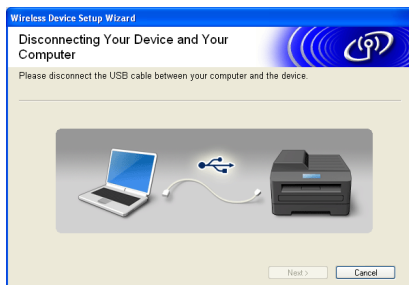 Wireless Device Setup Wizard
Disconnecting Your Device and Your
Computer
Please disconnect the USB cable between your computer and the device.
Next >
Cancel